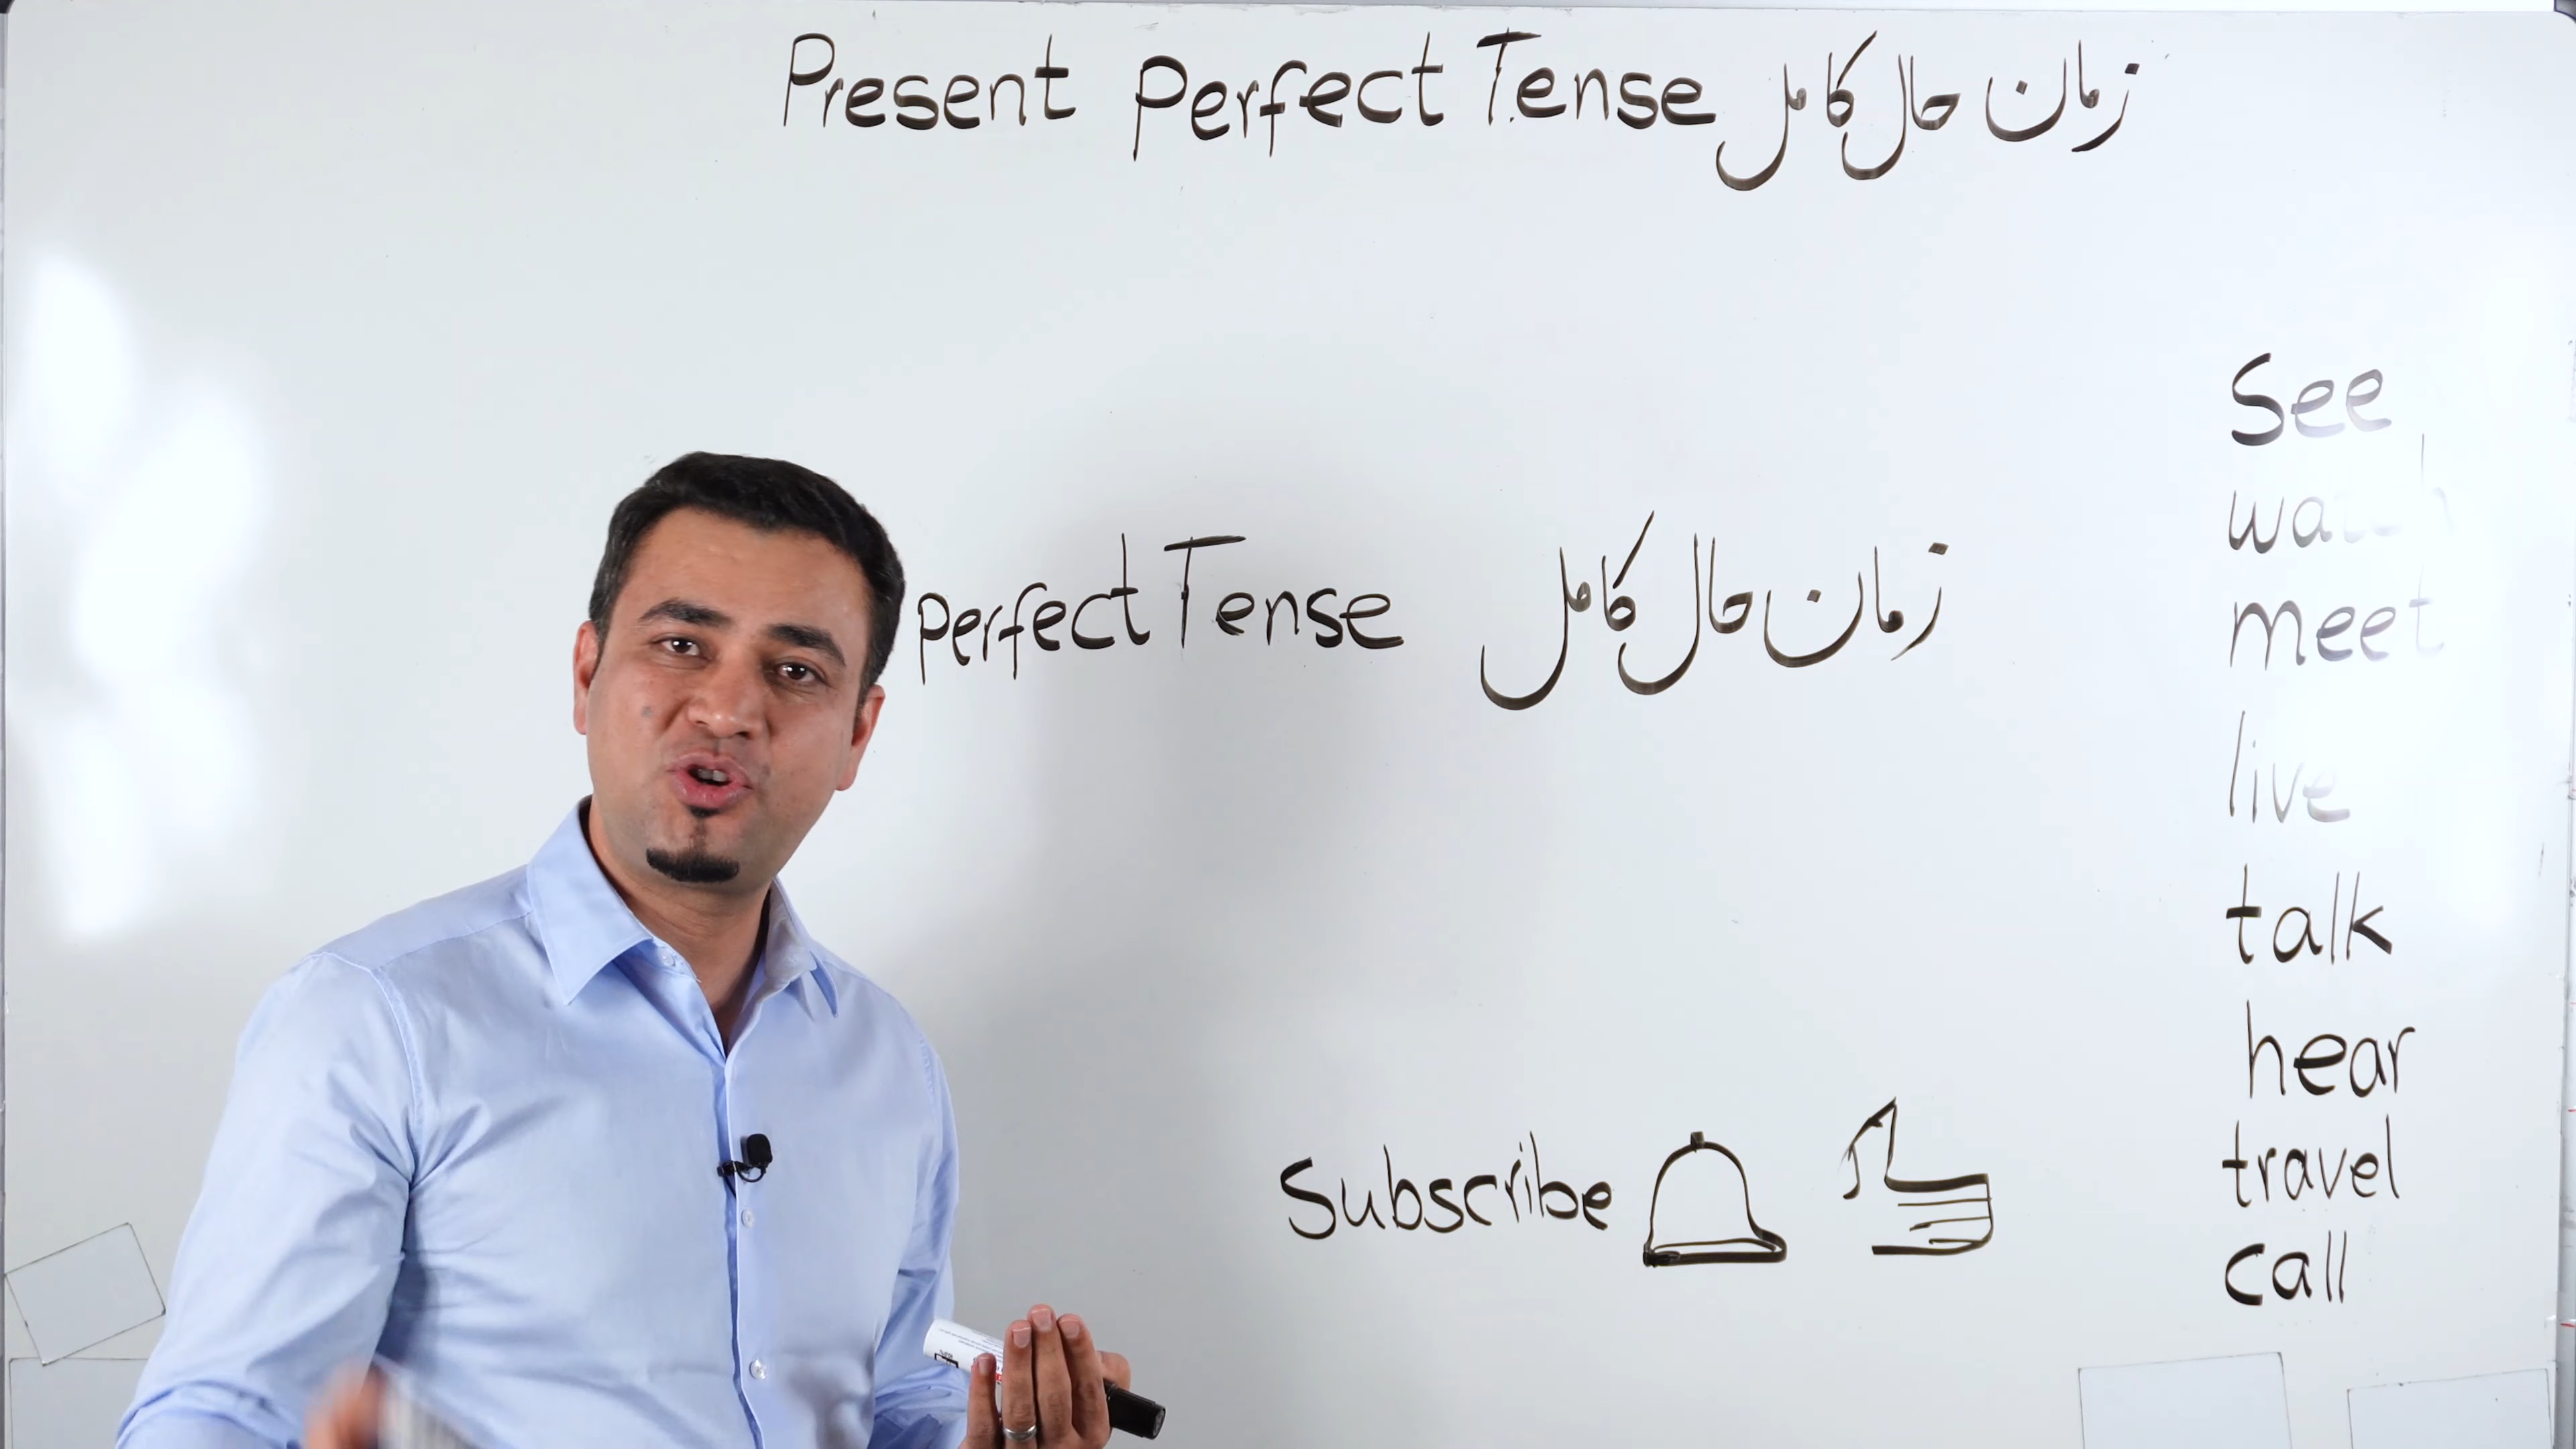 Present Perfect Tense زمان حال کامل
Perfect Tense زمان حال کامل
See
watch
meet
live
talk
hear
travel
call
Subscribe